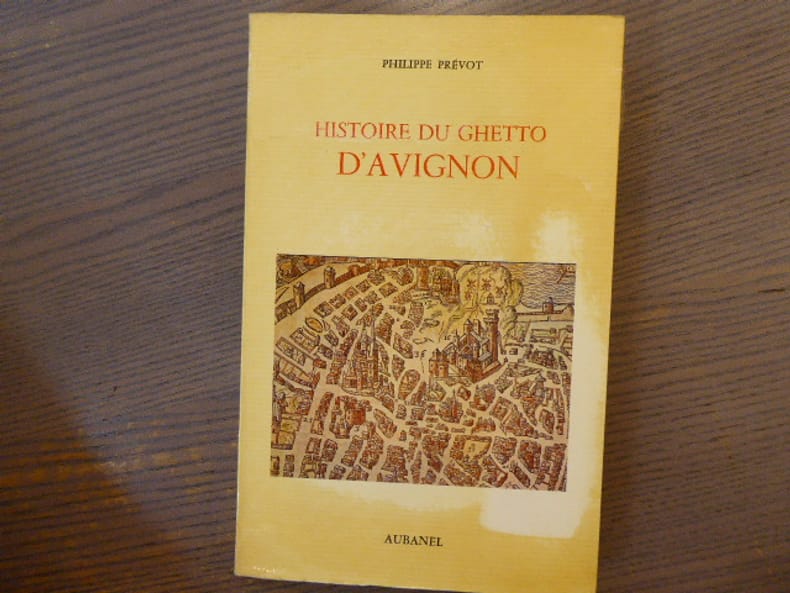 PHILIPPE PRÉVOT
HISTOIRE DU GHETTO
D'AVIGNON
AUBANEL